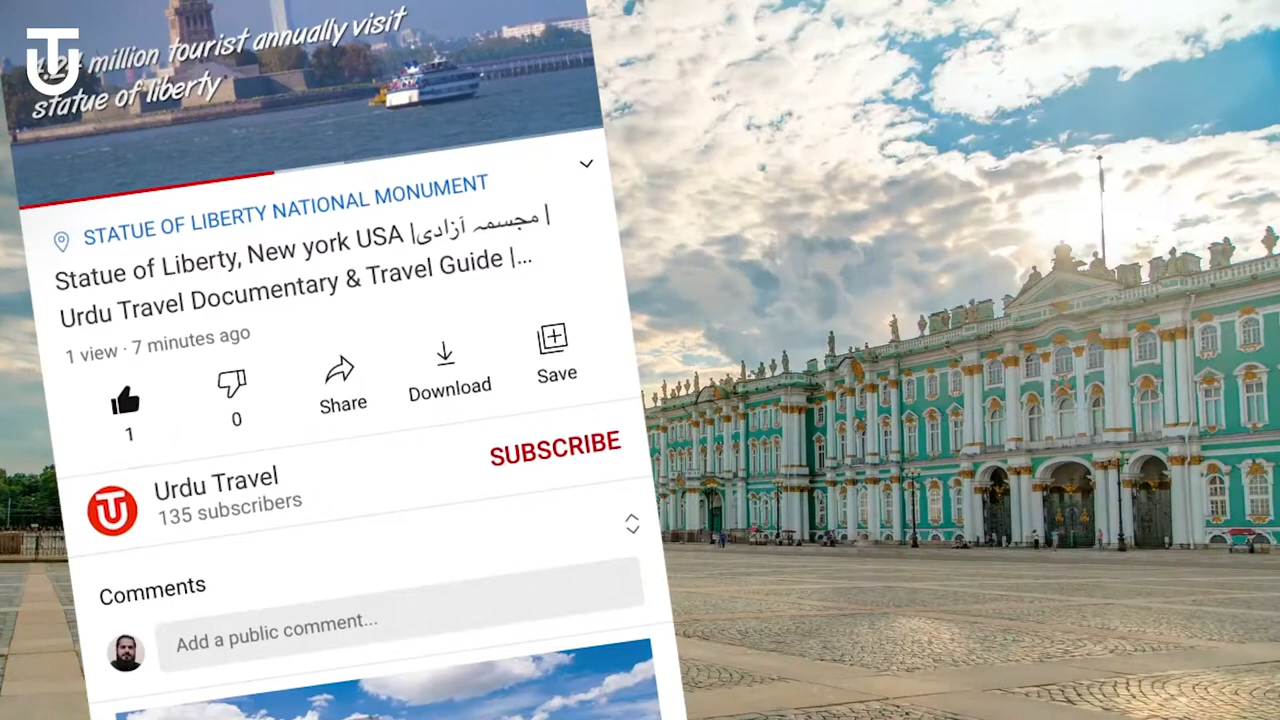 million tourist annually visit
statue of liberty
STATUE OF LIBERTY NATIONAL MONUMENT
Statue of Liberty, New york USA |مجسمہ آزادی |
Urdu Travel Documentary & Travel Guide |...
1 view · 7 minutes ago
1
0
Share
Download
Save
Urdu Travel
135 subscribers
SUBSCRIBE
Comments
Add a public comment...